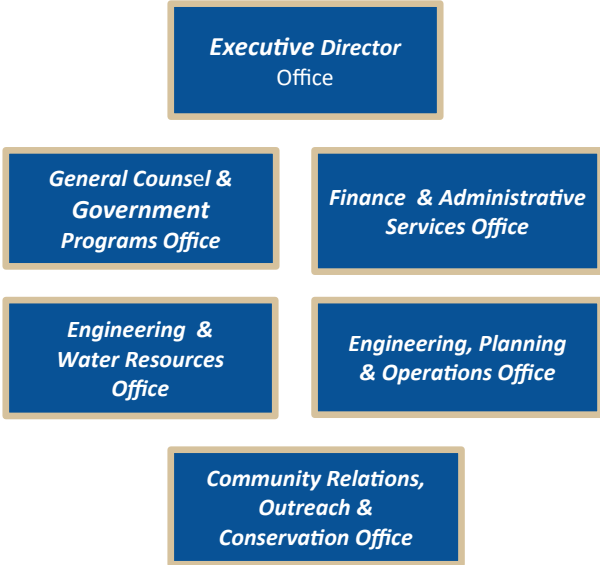 Executive Director
Office
General Counsel &
Government
Programs Office
Finance & Administrative
Services Office
Engineering &
Water Resources
Office
Engineering, Planning
& Operations Office
Community Relations,
Outreach &
Conservation Office